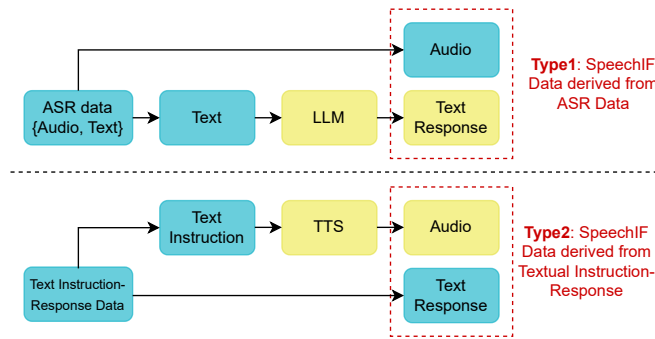 Audio
Type1: SpeechIF
Data derived from
ASR Data
ASR data
{Audio, Text}
Text
LLM
Text
Response
Text
Instruction
TTS
Audio
Type2: SpeechIF
Data derived from
Textual Instruction-
Response
Text Instruction-
Response Data
Text
Response